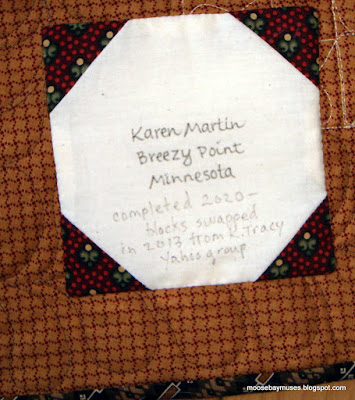 Karen Martin
Breezy Point
Minnesota
completed 2020-
blocks swapped
in 2013 from K. Tracy
Yahoo group
moosebaymuses.blogspot.com